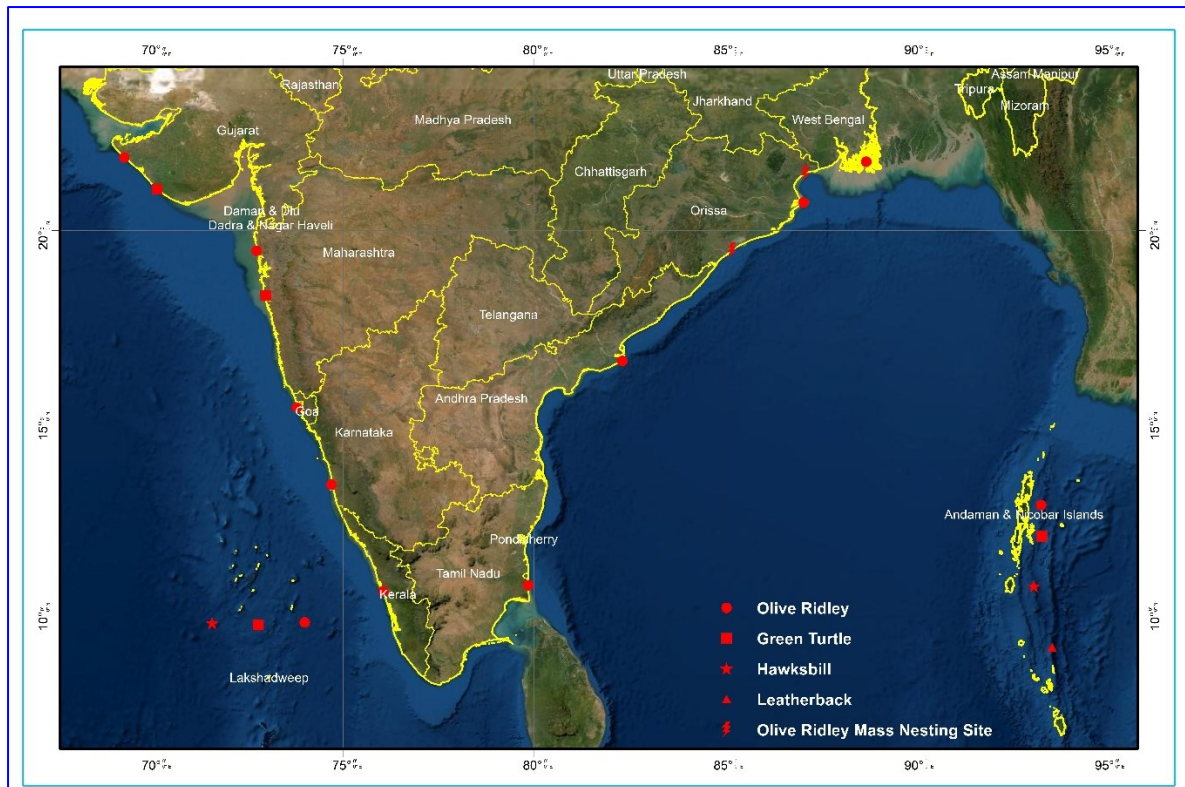 70° 75° 80° 85° 90° 95°
Uttar Pradesh
Assam Manipur
Rajasthan
Tripura
Jharkhand
Mizoram
Madhya Pradesh
West Bengal
Gujarat
Chhattisgarh
Orissa
Daman & Diu
Dadra & Nagar Haveli
20° 20°
Maharashtra
Telangana
Andhra Pradesh
Goa
15° 15°
Karnataka
Andaman & Nicobar Islands
Pondicherry
Tamil Nadu
Kerala
10° 10°
Lakshadweep
Olive Ridley
Green Turtle
Hawksbill
Leatherback
Olive Ridley Mass Nesting Site
70° 75° 80° 85° 90° 95°